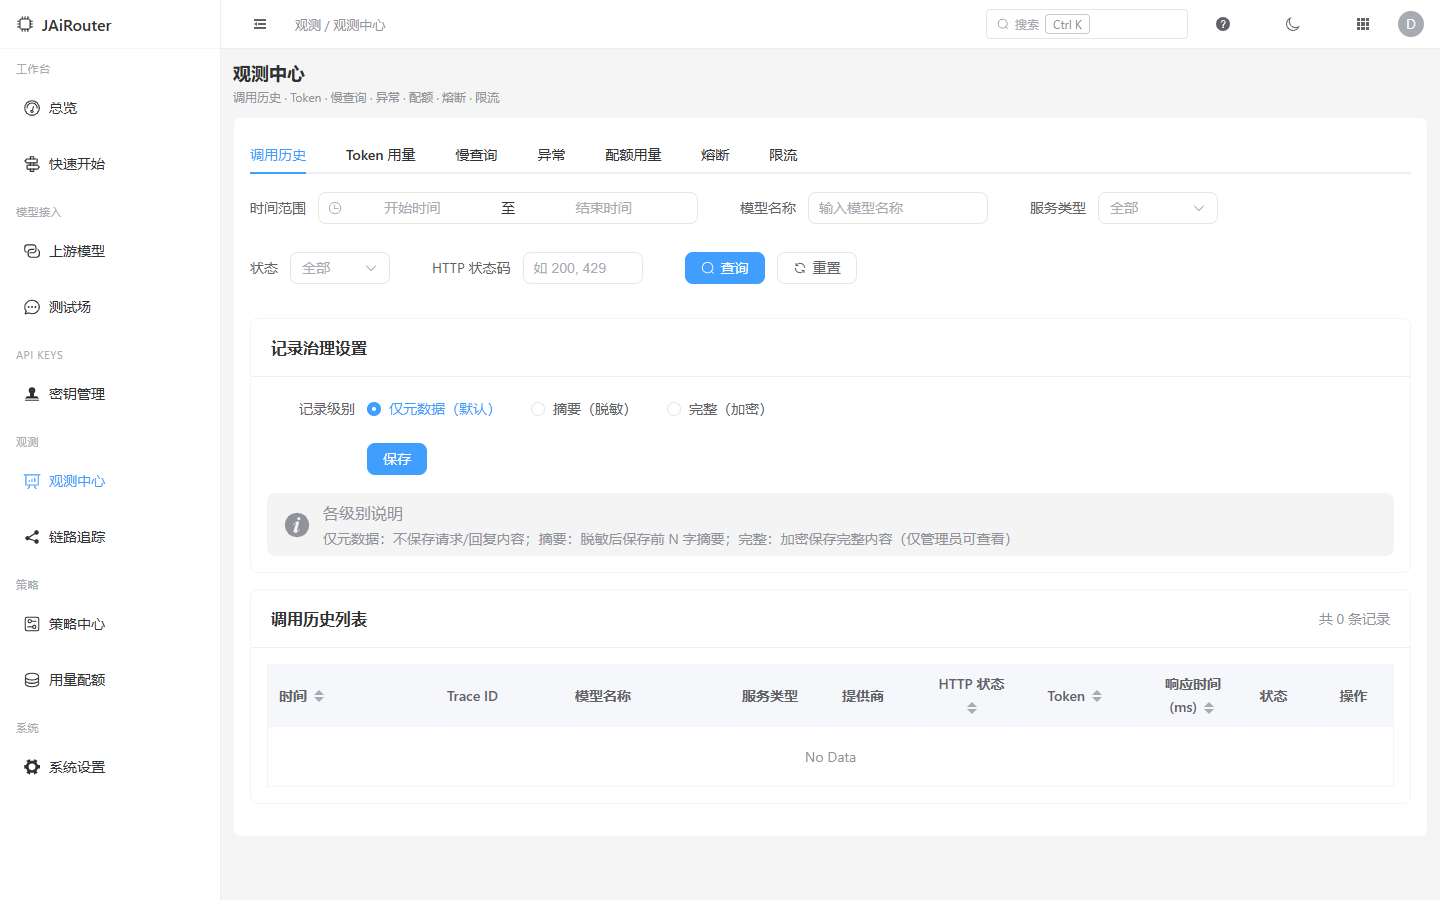 JAiRouter
观测 / 观测中心
搜索 Ctrl K
D
工作台
总览
快速开始
模型接入
上游模型
测试场
API KEYS
密钥管理
观测
观测中心
链路追踪
策略
策略中心
用量配额
系统
系统设置
观测中心
调用历史 · Token · 慢查询 · 异常 · 配额 · 熔断 · 限流
调用历史 Token 用量 慢查询 异常 配额用量 熔断 限流
时间范围 开始时间 至 结束时间 模型名称 输入模型名称 服务类型 全部
状态 全部 HTTP 状态码 如 200, 429 查询 重置
记录治理设置
记录级别 仅元数据（默认） 摘要（脱敏） 完整（加密）
保存
各级别说明
仅元数据：不保存请求/回复内容；摘要：脱敏后保存前 N 字摘要；完整：加密保存完整内容（仅管理员可查看）
调用历史列表 共 0 条记录
时间 Trace ID 模型名称 服务类型 提供商 HTTP 状态 Token 响应时间 (ms) 状态 操作
No Data